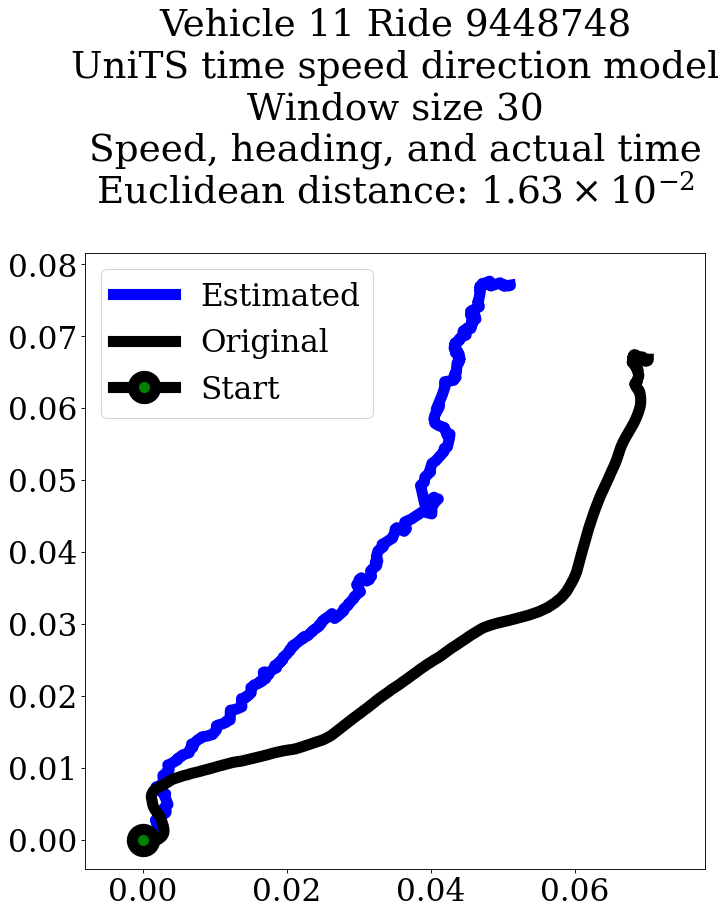 Vehicle 11 Ride 9448748
UniTS time speed direction model
Window size 30
Speed, heading, and actual time
Euclidean distance: 1.63 × 10⁻²
0.08
0.07
0.06
0.05
0.04
0.03
0.02
0.01
0.00
Estimated
Original
Start
0.00 0.02 0.04 0.06